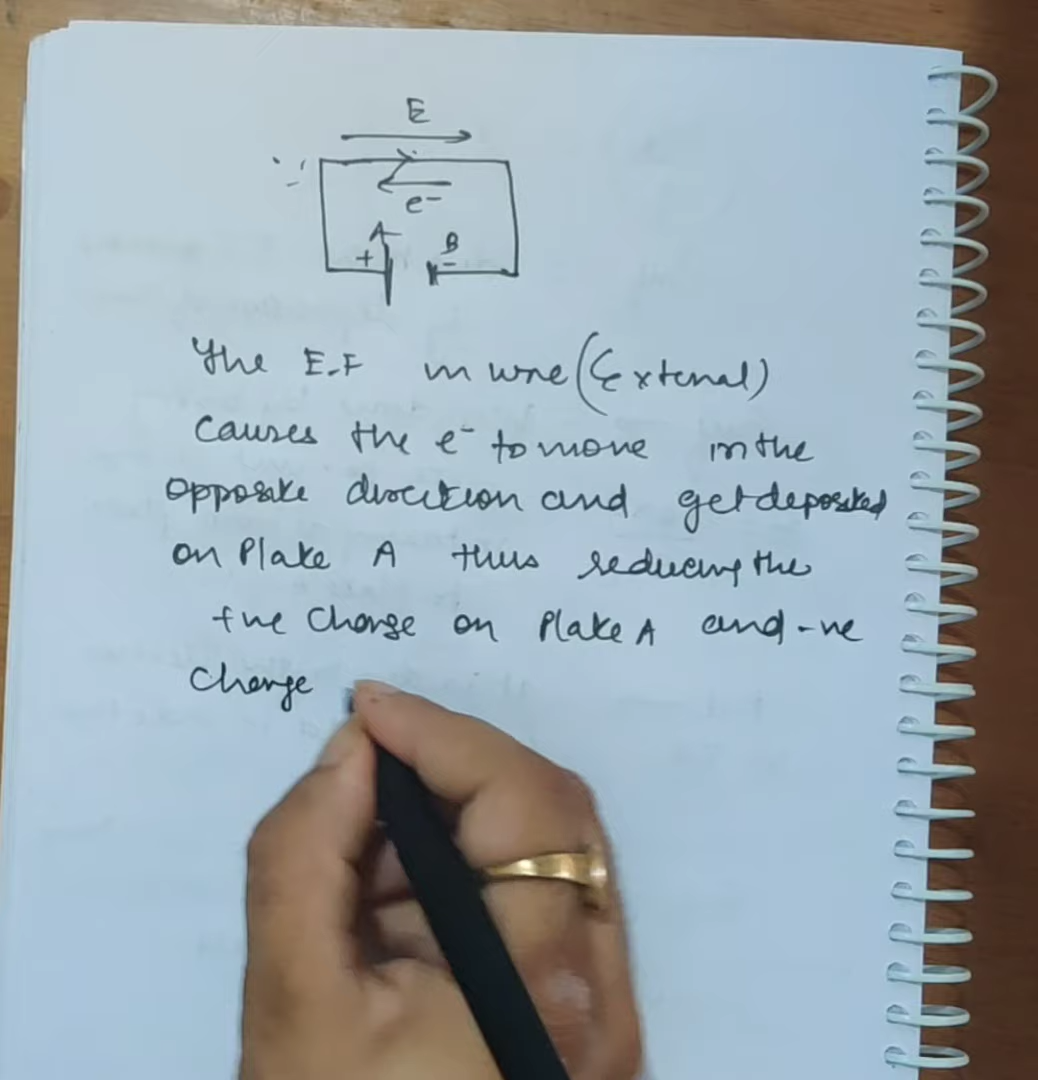 E
e-
A
B
+
-
The E.F in wire (External)
causes the e- to move in the
opposite direction and get deposited
on Plate A thus reducing the
+ve Charge on Plate A and -ve
Charge